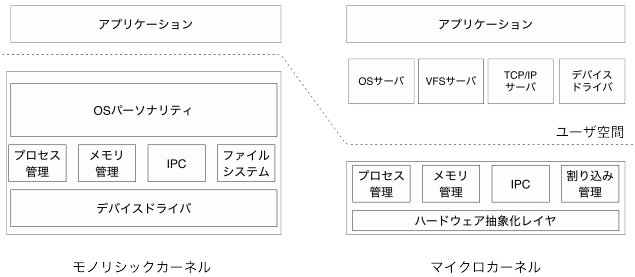 アプリケーション
OSパーソナリティ
プロセス
管理
メモリ
管理
IPC
ファイル
システム
デバイスドライバ
モノリシックカーネル
アプリケーション
OSサーバ
VFSサーバ
TCP/IP
サーバ
デバイス
ドライバ
ユーザ空間
プロセス
管理
メモリ
管理
IPC
割り込み
管理
ハードウェア抽象化レイヤ
マイクロカーネル